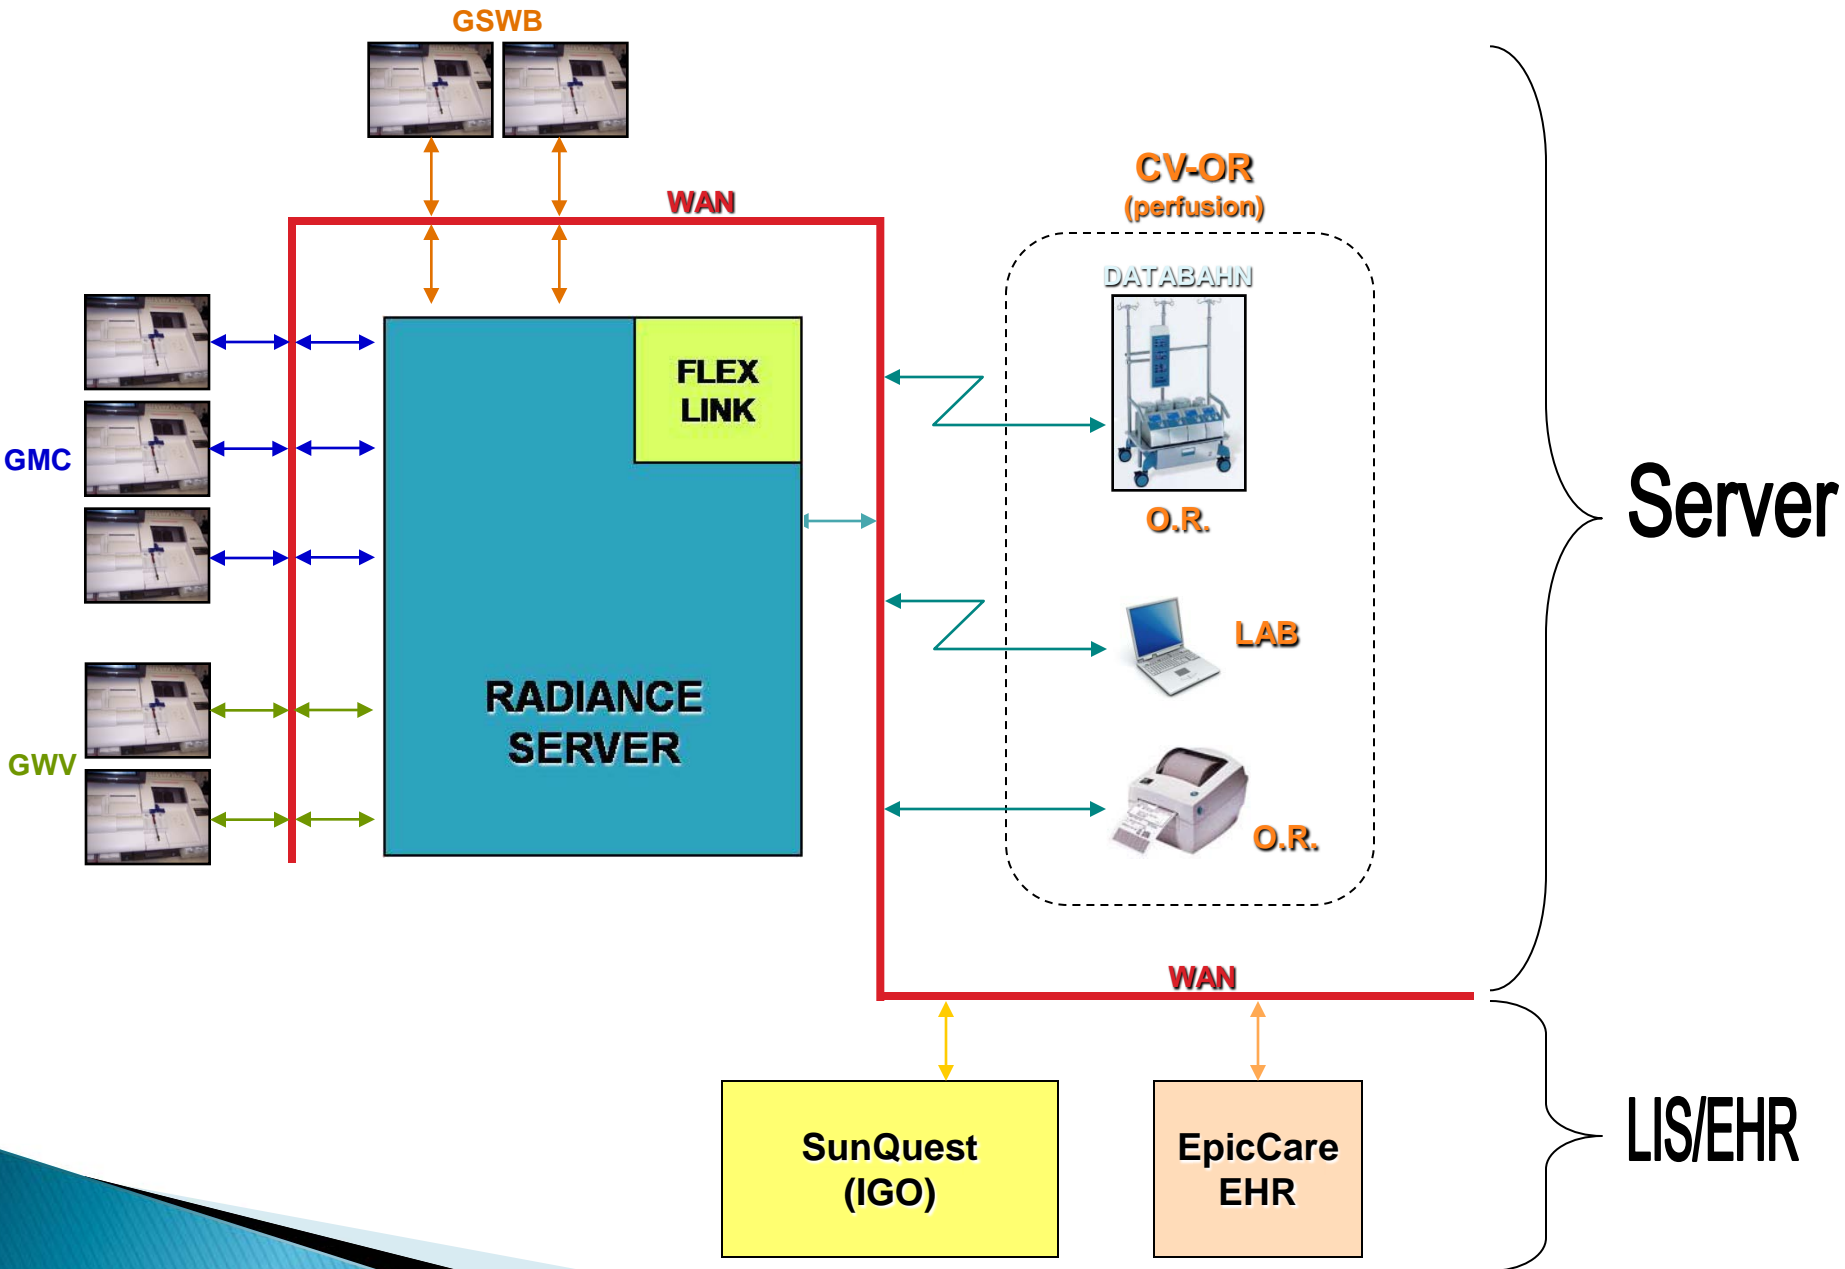 GSWB
WAN
CV-OR
(perfusion)
DATABAHN
FLEX
LINK
GMC
O.R.
Server
LAB
RADIANCE
SERVER
GWV
O.R.
WAN
SunQuest
(IGO)
EpicCare
EHR
LIS/EHR